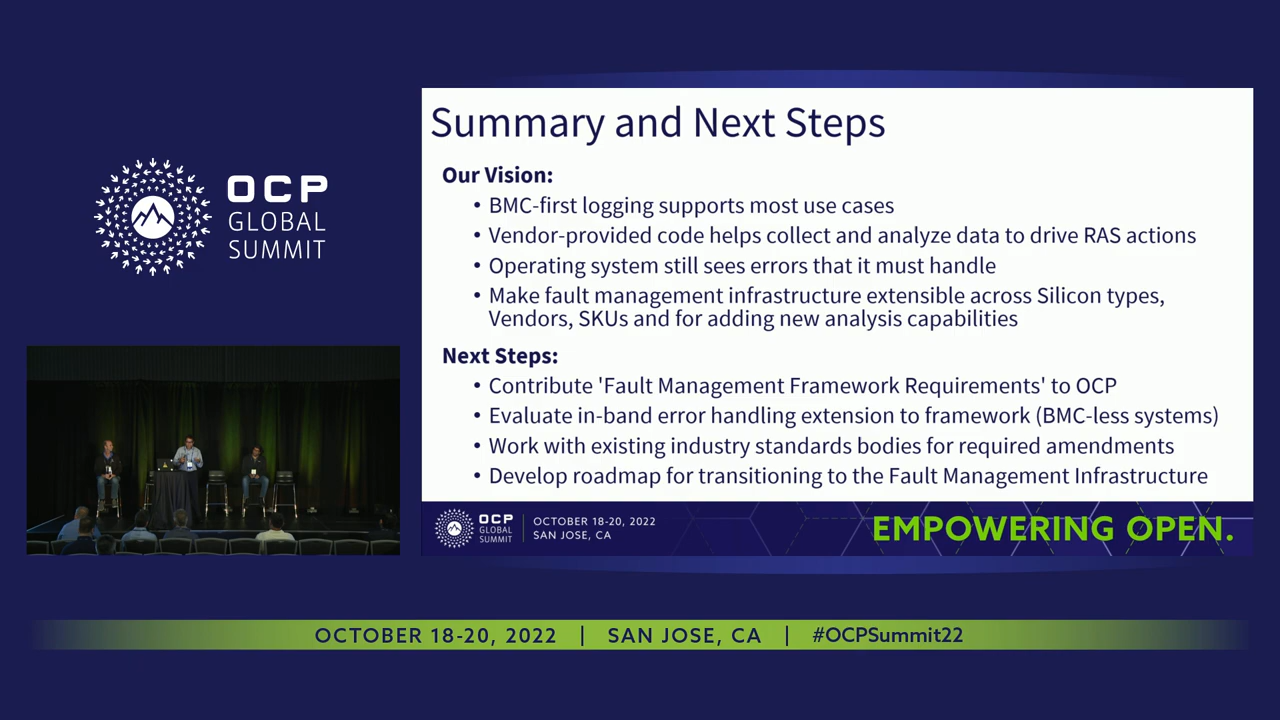 OCP
GLOBAL
SUMMIT
Summary and Next Steps
Our Vision:
• BMC-first logging supports most use cases
• Vendor-provided code helps collect and analyze data to drive RAS actions
• Operating system still sees errors that it must handle
• Make fault management infrastructure extensible across Silicon types,
Vendors, SKUs and for adding new analysis capabilities
Next Steps:
• Contribute 'Fault Management Framework Requirements' to OCP
• Evaluate in-band error handling extension to framework (BMC-less systems)
• Work with existing industry standards bodies for required amendments
• Develop roadmap for transitioning to the Fault Management Infrastructure
OCP
GLOBAL
SUMMIT
OCTOBER 18-20, 2022
SAN JOSE, CA
EMPOWERING OPEN.
OCTOBER 18-20, 2022 | SAN JOSE, CA | #OCPSummit22